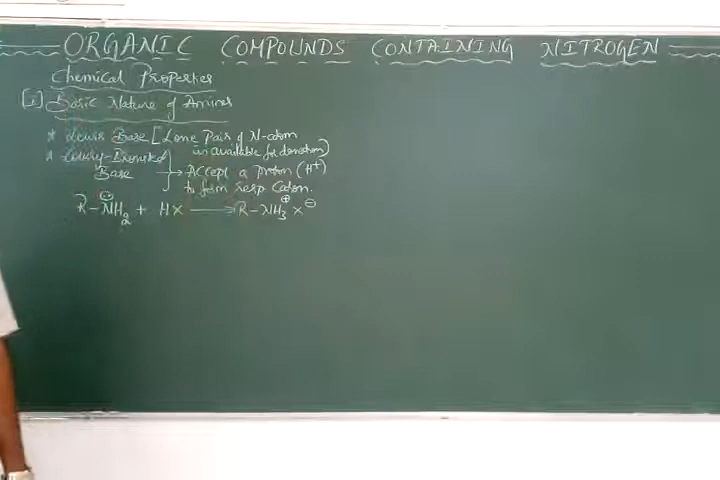 ORGANIC COMPOUNDS CONTAINING NITROGEN
Chemical Properties
[I] Basic Nature of Amines
* Lewis Base [Lone Pair of N-atom
is available for donation)
* Lowry-Bronsted
Base
→ Accept a proton (H⁺)
to form resp Cation.
R-N̈H₂ + HX ⟶ R-NH₃⊕ X⊖